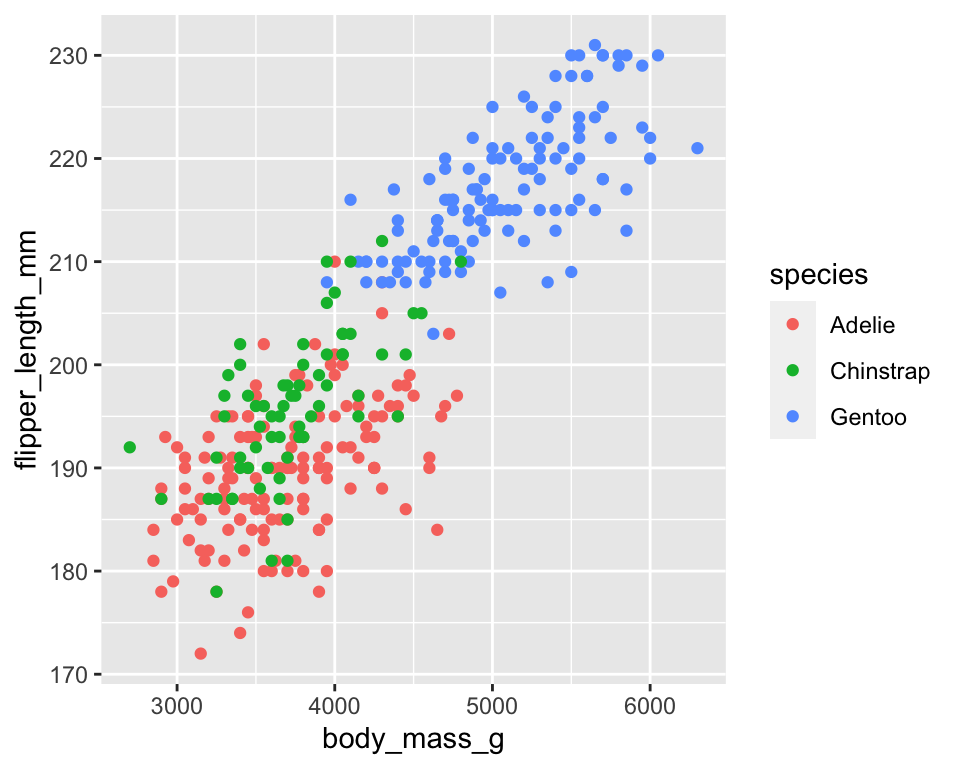 flipper_length_mm
230
220
210
200
190
180
170
3000 4000 5000 6000
body_mass_g
species
Adelie
Chinstrap
Gentoo